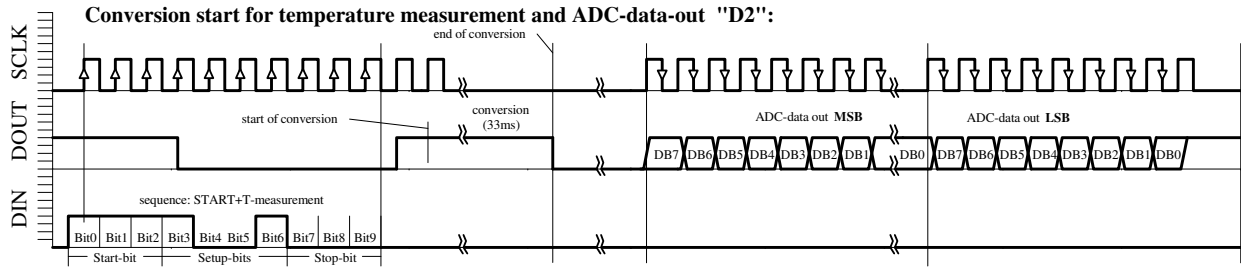 Conversion start for temperature measurement and ADC-data-out "D2":
end of conversion
SCLK
start of conversion
conversion
(33ms)
ADC-data out MSB
ADC-data out LSB
DOUT
DB7 DB6 DB5 DB4 DB3 DB2 DB1 DB0 DB7 DB6 DB5 DB4 DB3 DB2 DB1 DB0
sequence: START+T-measurement
DIN
Bit0 Bit1 Bit2 Bit3 Bit4 Bit5 Bit6 Bit7 Bit8 Bit9
Start-bit Setup-bits Stop-bit